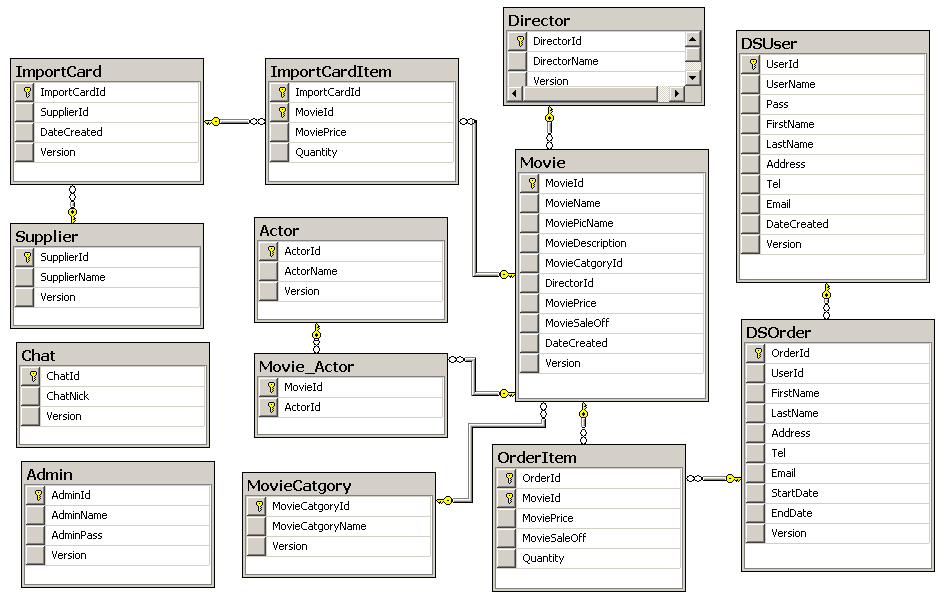 ImportCard
ImportCardId
SupplierId
DateCreated
Version
ImportCardItem
ImportCardId
MovieId
MoviePrice
Quantity
Director
DirectorId
DirectorName
Version
DSUser
UserId
UserName
Pass
FirstName
LastName
Address
Tel
Email
DateCreated
Version
Movie
MovieId
MovieName
MoviePicName
MovieDescription
MovieCatgoryId
DirectorId
MoviePrice
MovieSaleOff
DateCreated
Version
Supplier
SupplierId
SupplierName
Version
Actor
ActorId
ActorName
Version
Chat
ChatId
ChatNick
Version
Movie_Actor
MovieId
ActorId
DSOrder
OrderId
UserId
FirstName
LastName
Address
Tel
Email
StartDate
EndDate
Version
Admin
AdminId
AdminName
AdminPass
Version
MovieCatgory
MovieCatgoryId
MovieCatgoryName
Version
OrderItem
OrderId
MovieId
MoviePrice
MovieSaleOff
Quantity